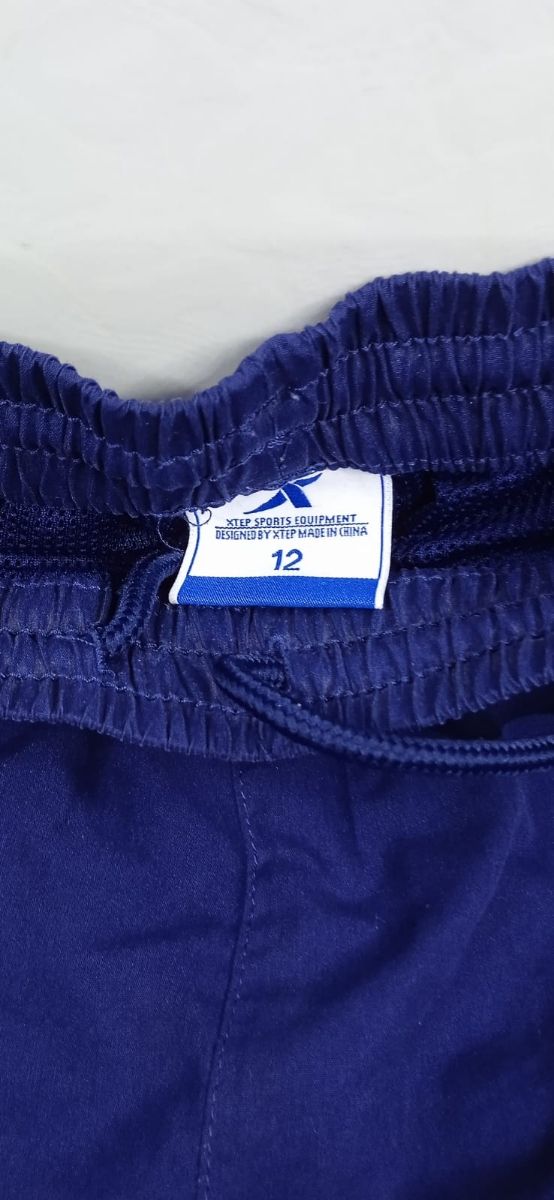 XTEP SPORTS EQUIPMENT
DESIGNED BY XTEP MADE IN CHINA
12